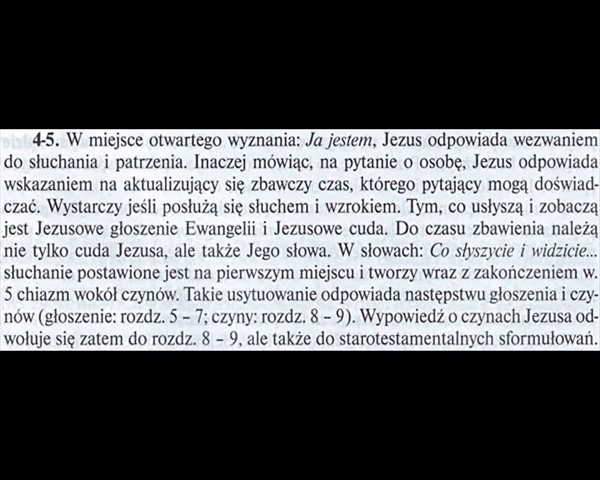 4-5. W miejsce otwartego wyznania: Ja jestem, Jezus odpowiada wezwaniem
do słuchania i patrzenia. Inaczej mówiąc, na pytanie o osobę, Jezus odpowiada
wskazaniem na aktualizujący się zbawczy czas, którego pytający mogą doświad-
czać. Wystarczy jeśli posłużą się słuchem i wzrokiem. Tym, co usłyszą i zobaczą
jest Jezusowe głoszenie Ewangelii i Jezusowe cuda. Do czasu zbawienia należą
nie tylko cuda Jezusa, ale także Jego słowa. W słowach: Co słyszycie i widzicie...
słuchanie postawione jest na pierwszym miejscu i tworzy wraz z zakończeniem w.
5 chiazm wokół czynów. Takie usytuowanie odpowiada następstwu głoszenia i czy-
nów (głoszenie: rozdz. 5 – 7; czyny: rozdz. 8 – 9). Wypowiedź o czynach Jezusa od-
wołuje się zatem do rozdz. 8 – 9, ale także do starotestamentalnych sformułowań.